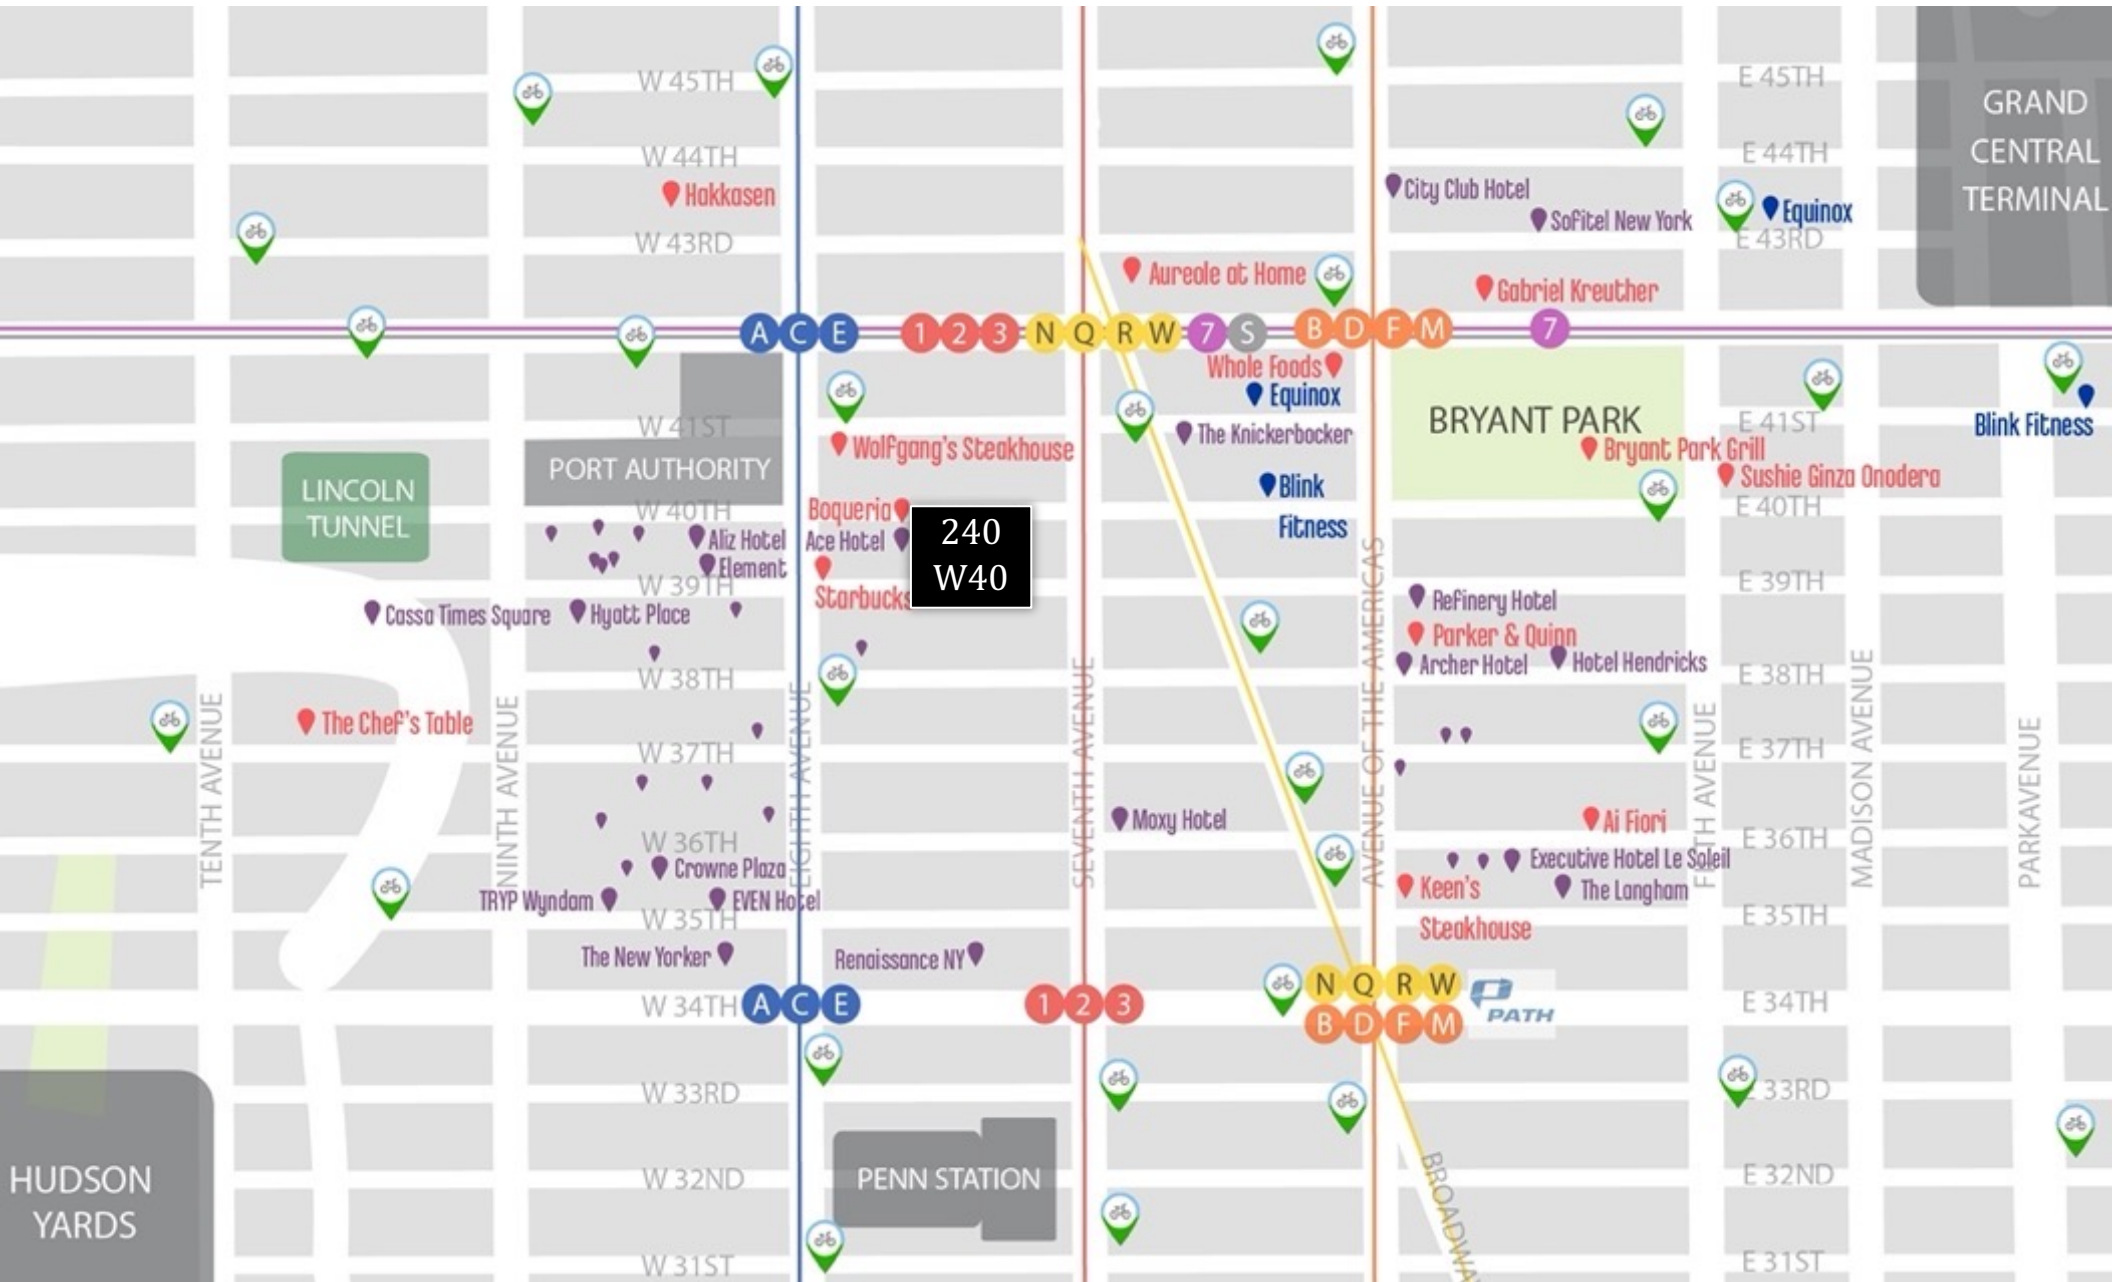 W 45TH
E 45TH
GRAND
CENTRAL
TERMINAL
W 44TH
E 44TH
Hakkasen
City Club Hotel
Sofitel New York
Equinox
W 43RD
E 43RD
Aureole at Home
Gabriel Kreuther
A C E
1 2 3
N Q R W
7 S
B D F M
7
Whole Foods
Equinox
BRYANT PARK
W 41ST
E 41ST
The Knickerbocker
Blink Fitness
Wolfgang's Steakhouse
Bryant Park Grill
PORT AUTHORITY
Sushie Ginza Onodera
LINCOLN
TUNNEL
Blink
Fitness
W 40TH
E 40TH
Boqueria
Aliz Hotel
Ace Hotel
240
W40
Element
W 39TH
E 39TH
Starbucks
Cassa Times Square
Hyatt Place
Refinery Hotel
Parker & Quinn
Archer Hotel
Hotel Hendricks
W 38TH
E 38TH
The Chef's Table
W 37TH
E 37TH
TENTH AVENUE
NINTH AVENUE
EIGHTH AVENUE
SEVENTH AVENUE
AVENUE OF THE AMERICAS
FIFTH AVENUE
MADISON AVENUE
PARKAVENUE
Moxy Hotel
Ai Fiori
W 36TH
E 36TH
Crowne Plaza
Executive Hotel Le Soleil
TRYP Wyndam
EVEN Hotel
Keen's
Steakhouse
The Langham
W 35TH
E 35TH
The New Yorker
Renaissance NY
N Q R W
PATH
W 34TH
A C E
1 2 3
B D F M
E 34TH
W 33RD
E 33RD
HUDSON
YARDS
PENN STATION
W 32ND
E 32ND
BROADWAY
W 31ST
E 31ST